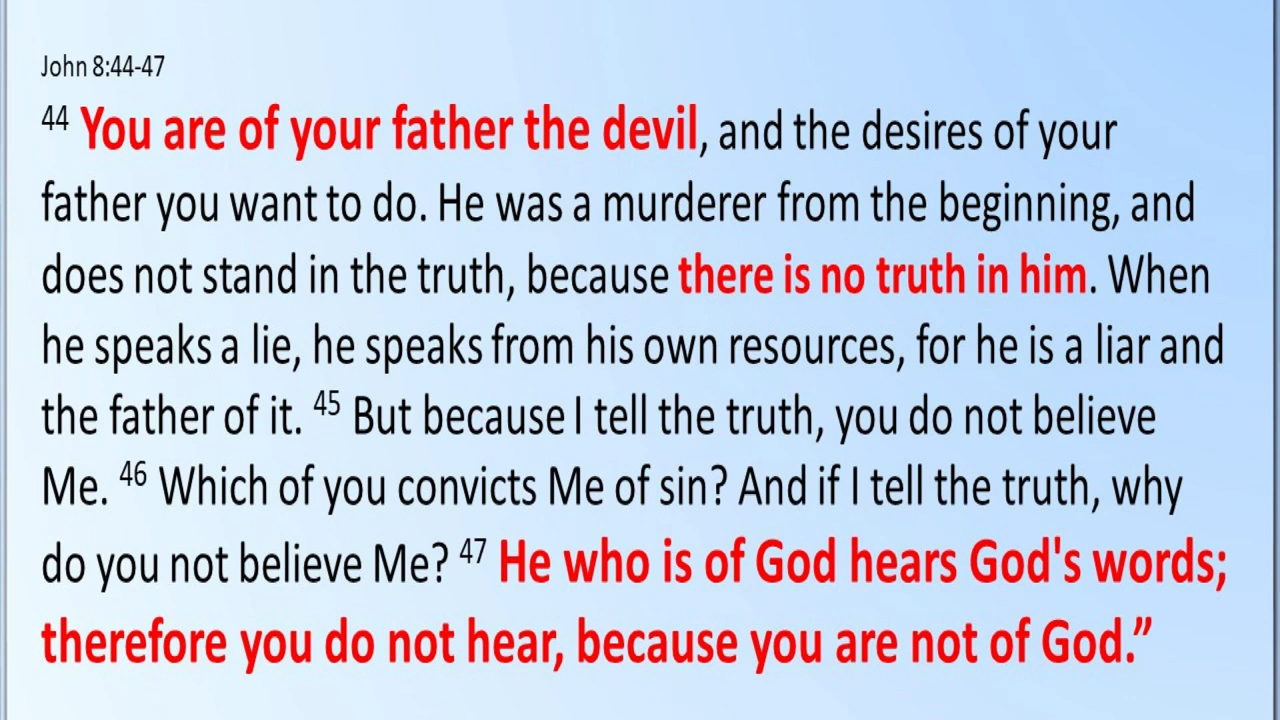 John 8:44-47
44 You are of your father the devil, and the desires of your
father you want to do. He was a murderer from the beginning, and
does not stand in the truth, because there is no truth in him. When
he speaks a lie, he speaks from his own resources, for he is a liar and
the father of it. 45 But because I tell the truth, you do not believe
Me. 46 Which of you convicts Me of sin? And if I tell the truth, why
do you not believe Me? 47 He who is of God hears God's words;
therefore you do not hear, because you are not of God.”